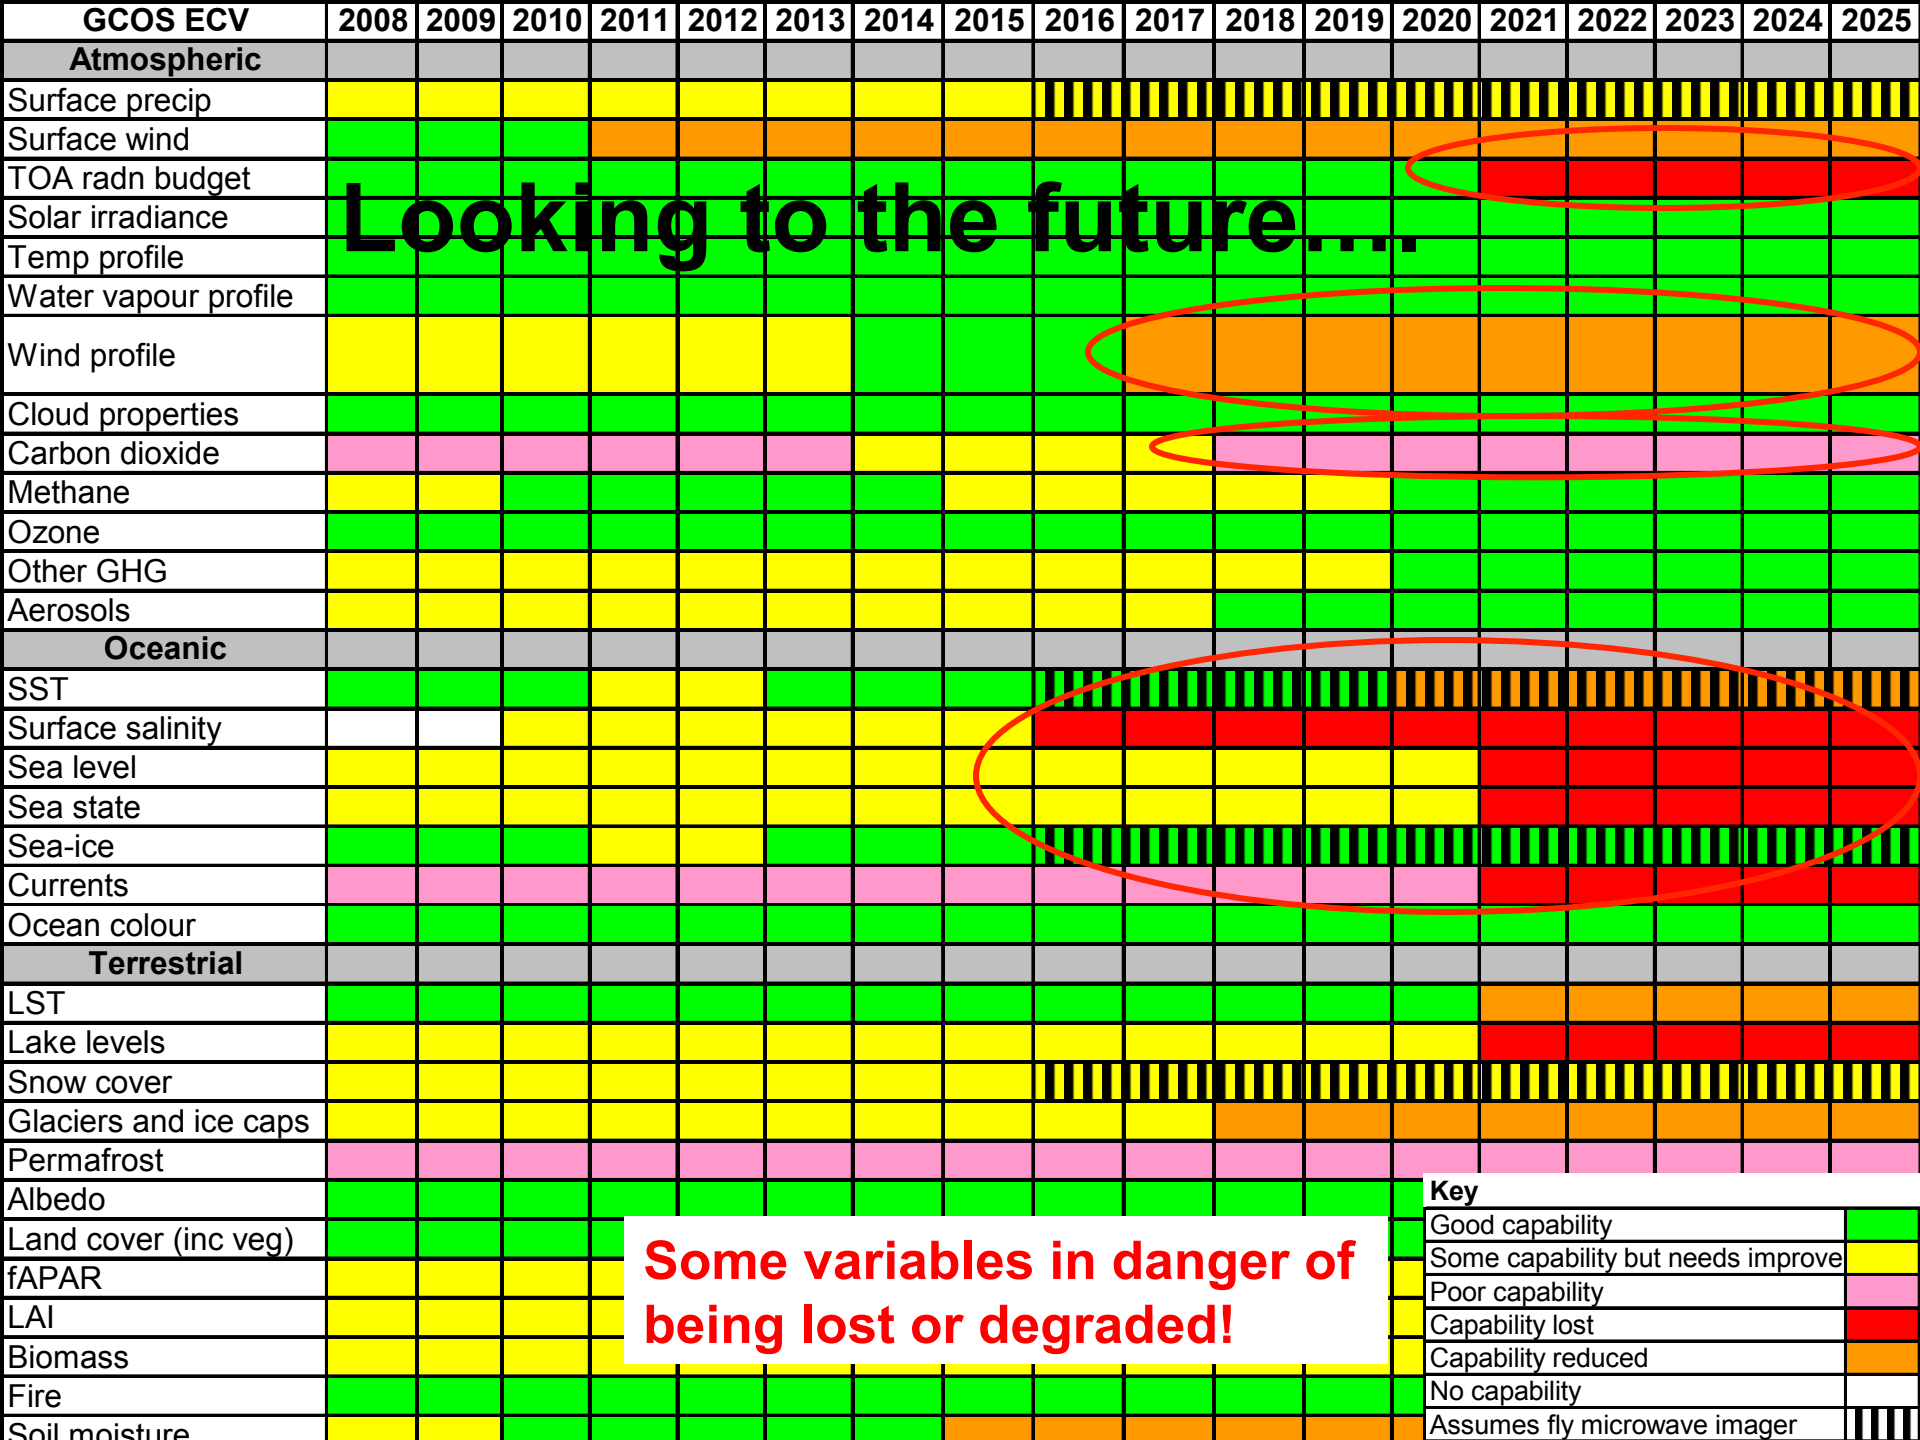 GCOS ECV 2008 2009 2010 2011 2012 2013 2014 2015 2016 2017 2018 2019 2020 2021 2022 2023 2024 2025
Atmospheric
Surface precip
Surface wind
TOA radn budget
Looking to the future....
Solar irradiance
Temp profile
Water vapour profile
Wind profile
Cloud properties
Carbon dioxide
Methane
Ozone
Other GHG
Aerosols
Oceanic
SST
Surface salinity
Sea level
Sea state
Sea-ice
Currents
Ocean colour
Terrestrial
LST
Lake levels
Snow cover
Glaciers and ice caps
Permafrost
Albedo
Land cover (inc veg)
fAPAR
LAI
Biomass
Fire
Soil moisture
Some variables in danger of
being lost or degraded!
Key
Good capability
Some capability but needs improve
Poor capability
Capability lost
Capability reduced
No capability
Assumes fly microwave imager